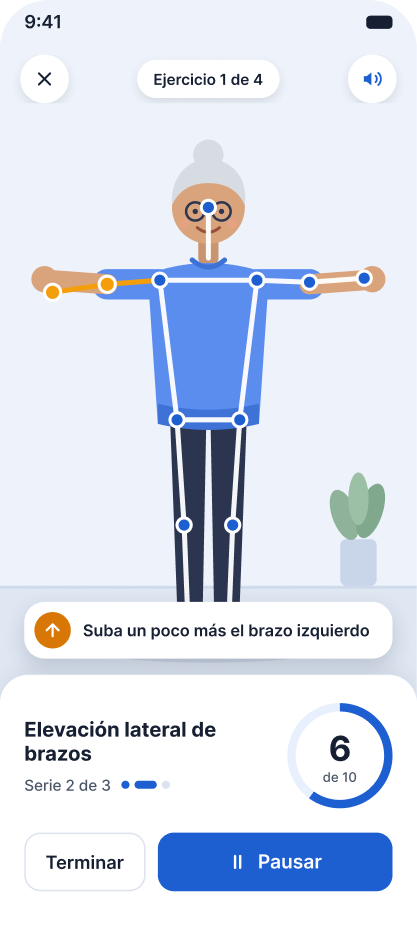 9:41
Ejercicio 1 de 4
Suba un poco más el brazo izquierdo
Elevación lateral de
brazos
Serie 2 de 3
6
de 10
Terminar
Pausar